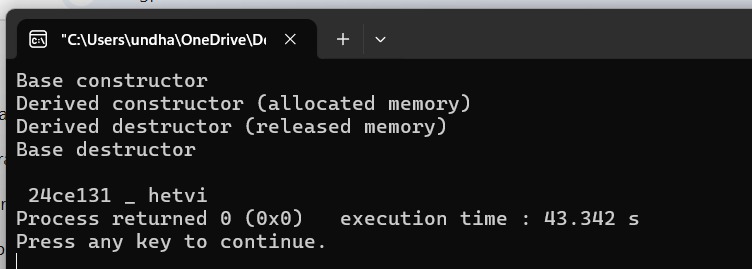 "C:\Users\undha\OneDrive\De
Base constructor
Derived constructor (allocated memory)
Derived destructor (released memory)
Base destructor
24ce131 _ hetvi
Process returned 0 (0x0)   execution time : 43.342 s
Press any key to continue.